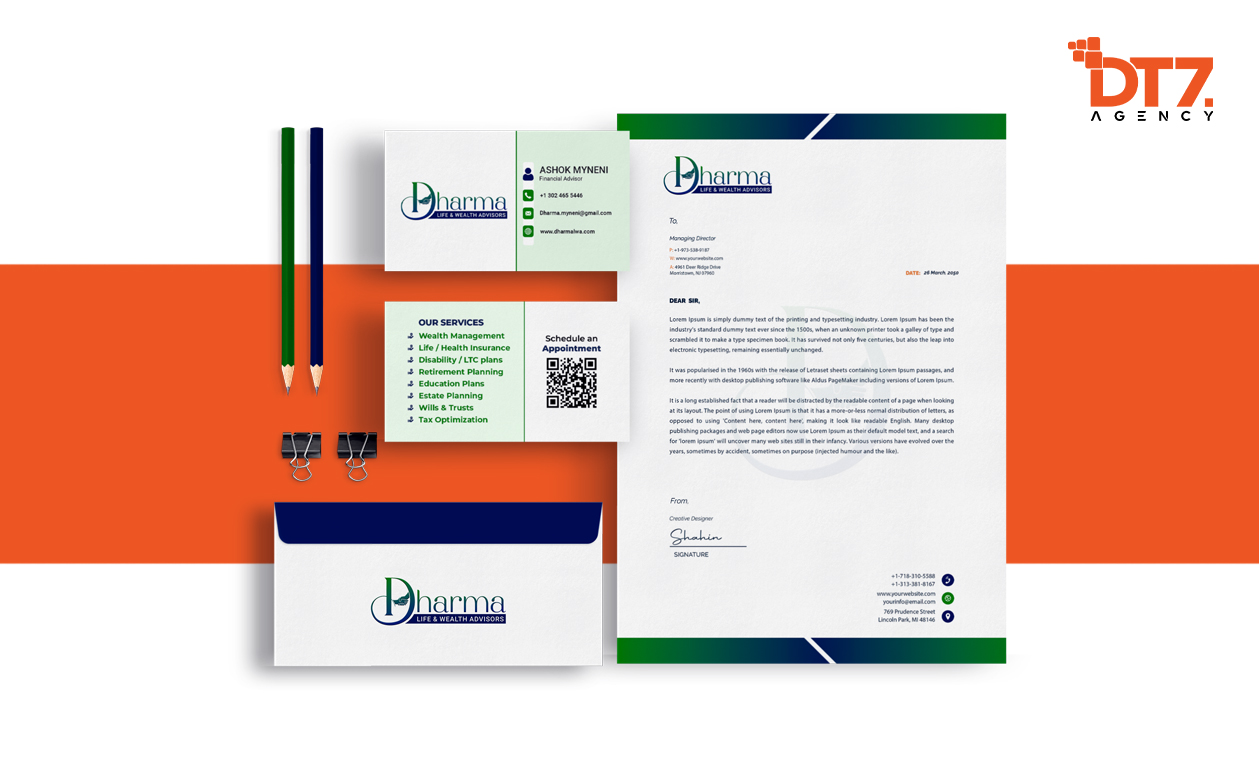 DT7.
AGENCY
Dharma
LIFE & WEALTH ADVISORS
ASHOK MYNENI
Financial Advisor
+1 302 465 5446
Dharma.myneni@gmail.com
www.dharmalwa.com
OUR SERVICES
Wealth Management
Life / Health Insurance
Disability / LTC plans
Retirement Planning
Education Plans
Estate Planning
Wills & Trusts
Tax Optimization
Schedule an
Appointment
Dharma
LIFE & WEALTH ADVISORS
Dharma
LIFE & WEALTH ADVISORS
To,
Managing Director
P: +1-973-538-0187
W: www.yourwebsite.com
A: 4961 Deer Ridge Drive
Morristown, NJ 07960
DATE: 26 March, 2050
DEAR SIR,
Lorem Ipsum is simply dummy text of the printing and typesetting industry. Lorem Ipsum has been the
industry's standard dummy text ever since the 1500s, when an unknown printer took a galley of type and
scrambled it to make a type specimen book. It has survived not only five centuries, but also the leap into
electronic typesetting, remaining essentially unchanged.
It was popularised in the 1960s with the release of Letraset sheets containing Lorem Ipsum passages, and
more recently with desktop publishing software like Aldus PageMaker including versions of Lorem Ipsum.
It is a long established fact that a reader will be distracted by the readable content of a page when looking
at its layout. The point of using Lorem Ipsum is that it has a more-or-less normal distribution of letters, as
opposed to using 'Content here, content here', making it look like readable English. Many desktop
publishing packages and web page editors now use Lorem Ipsum as their default model text, and a search
for 'lorem ipsum' will uncover many web sites still in their infancy. Various versions have evolved over the
years, sometimes by accident, sometimes on purpose (injected humour and the like).
From,
Creative Designer
Shahin
SIGNATURE
+1-718-310-5588
+1-313-381-8167
www.yourwebsite.com
yourinfo@email.com
769 Prudence Street
Lincoln Park, MI 48146